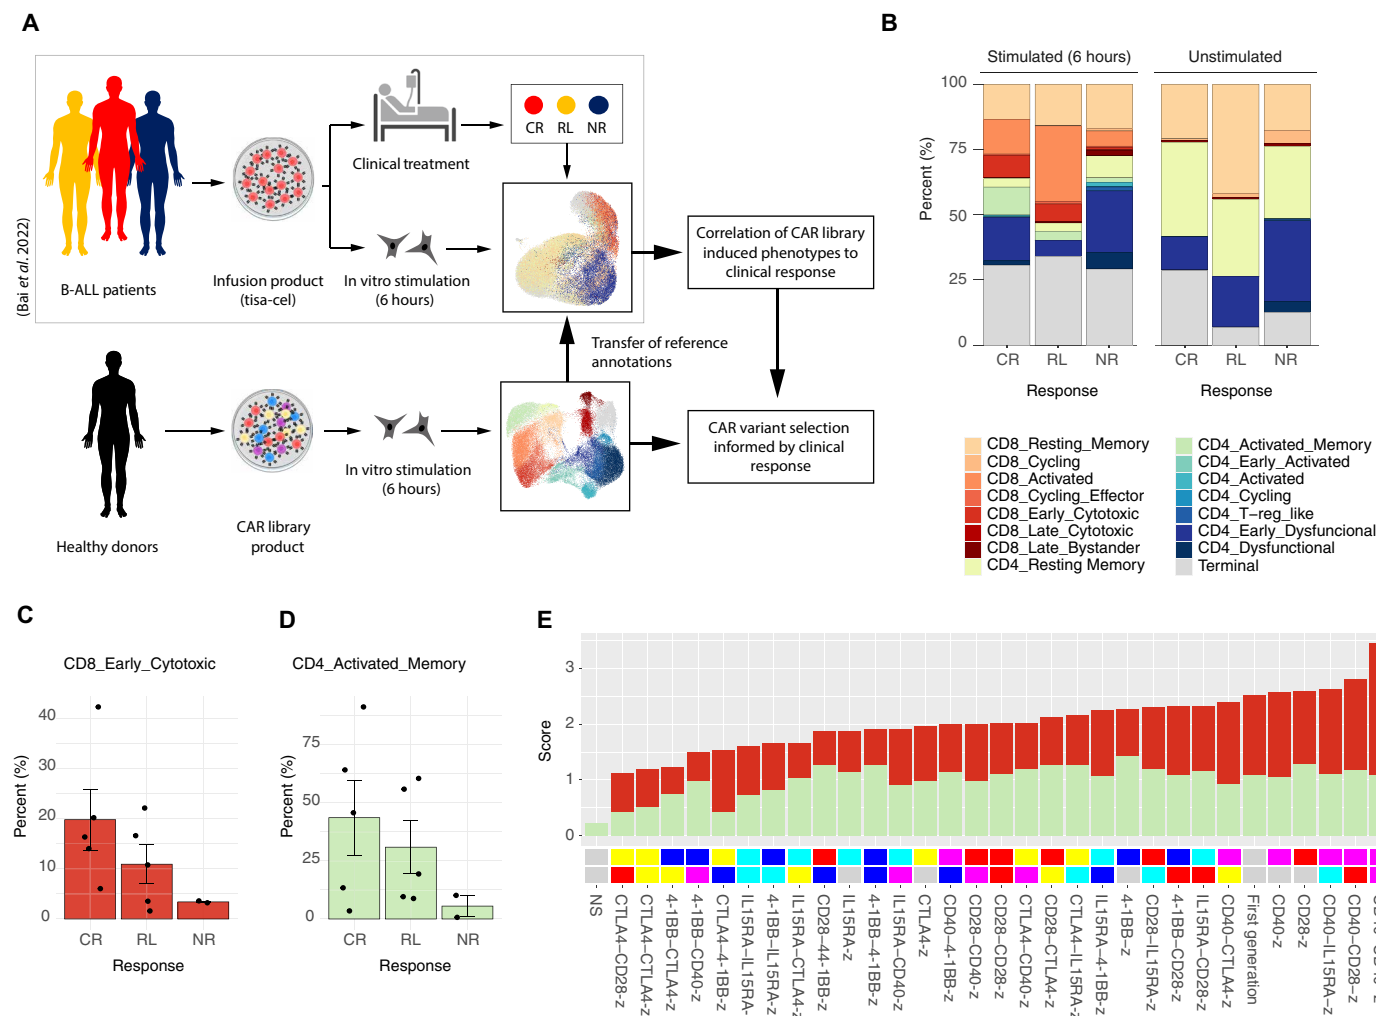 A
(Bai et al. 2022)
B-ALL patients
Infusion product
(tisa-cel)
Clinical treatment
In vitro stimulation
(6 hours)
CR RL NR
Correlation of CAR library
induced phenotypes to
clinical response
Transfer of reference
annotations
Healthy donors
CAR library
product
In vitro stimulation
(6 hours)
CAR variant selection
informed by clinical
response
B
Stimulated (6 hours)
Unstimulated
Percent (%)
100
75
50
25
0
CR RL NR
CR RL NR
Response
Response
CD8_Resting_Memory
CD8_Cycling
CD8_Activated
CD8_Cycling_Effector
CD8_Early_Cytotoxic
CD8_Late_Cytotoxic
CD8_Late_Bystander
CD4_Resting Memory
CD4_Activated_Memory
CD4_Early_Activated
CD4_Activated
CD4_Cycling
CD4_T-reg_like
CD4_Early_Dysfuncional
CD4_Dysfunctional
Terminal
C
CD8_Early_Cytotoxic
Percent (%)
40
30
20
10
0
CR RL NR
Response
D
CD4_Activated_Memory
Percent (%)
75
50
25
0
CR RL NR
Response
E
Score
3
2
1
0
NS
CTLA4-CD28-z
CTLA4-CTLA4-z
4-1BB-CTLA4-z
4-1BB-CD40-z
CTLA4-4-1BB-z
IL15RA-IL15RA-
4-1BB-IL15RA-z
IL15RA-CTLA4-z
CD28-44-1BB-z
IL15RA-z
4-1BB-4-1BB-z
IL15RA-CD40-z
CTLA4-z
CD40-4-1BB-z
CD28-CD40-z
CD28-CD28-z
CTLA4-CD40-z
CD28-CTLA4-z
CTLA4-IL15RA-z
IL15RA-4-1BB-z
4-1BB-z
CD28-IL15RA-z
4-1BB-CD28-z
IL15RA-CD28-z
CD40-CTLA4-z
First generation
CD40-z
CD28-z
CD40-IL15RA-z
CD40-CD28-z